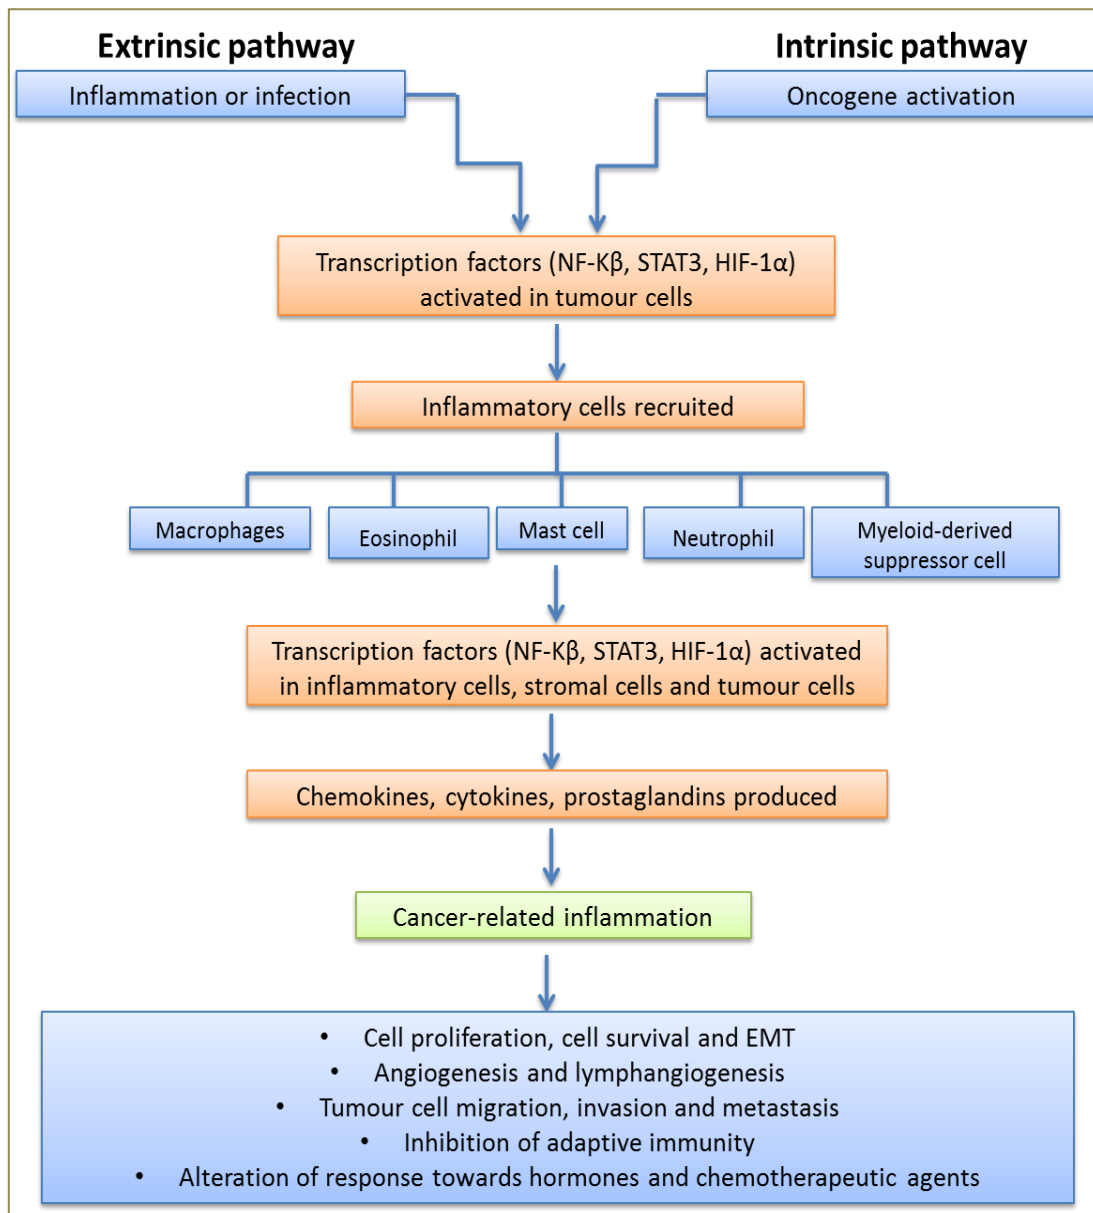 Extrinsic pathway
Intrinsic pathway
Inflammation or infection
Oncogene activation
Transcription factors (NF-Kβ, STAT3, HIF-1α)
activated in tumour cells
Inflammatory cells recruited
Macrophages
Eosinophil
Mast cell
Neutrophil
Myeloid-derived
suppressor cell
Transcription factors (NF-Kβ, STAT3, HIF-1α) activated
in inflammatory cells, stromal cells and tumour cells
Chemokines, cytokines, prostaglandins produced
Cancer-related inflammation
• Cell proliferation, cell survival and EMT
• Angiogenesis and lymphangiogenesis
• Tumour cell migration, invasion and metastasis
• Inhibition of adaptive immunity
• Alteration of response towards hormones and chemotherapeutic agents